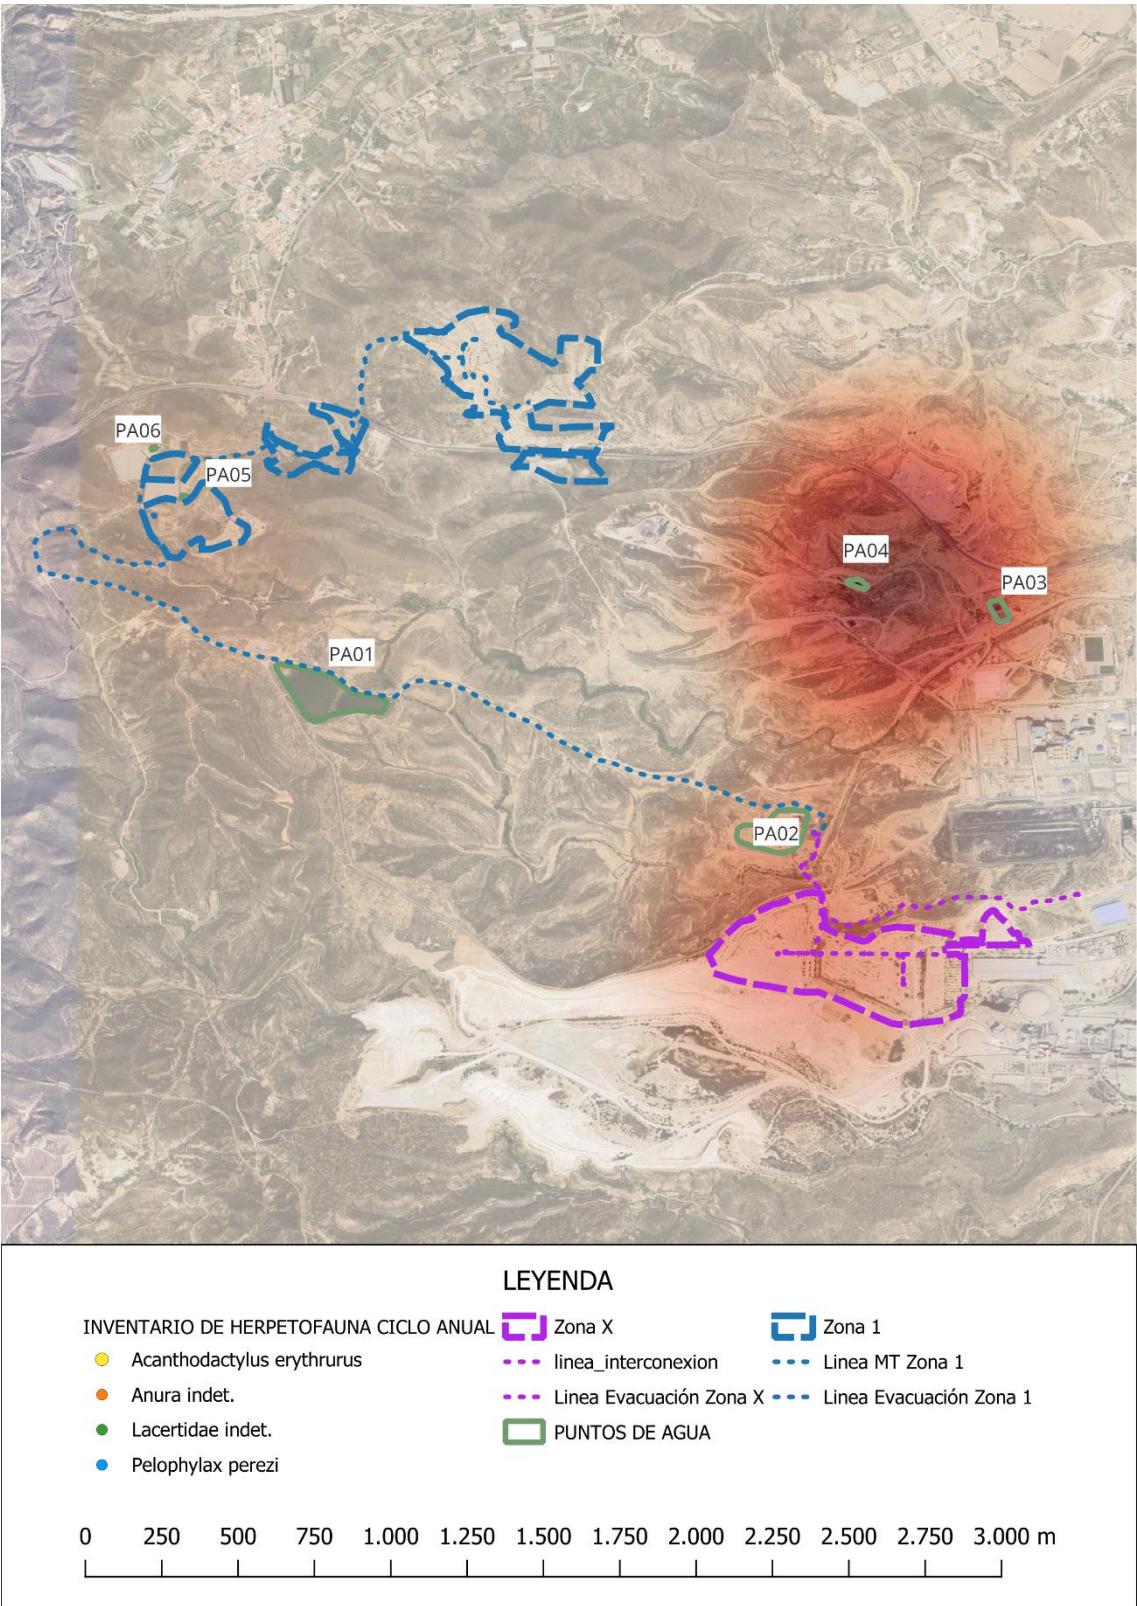 PA06
PA05
PA04
PA03
PA01
PA02
LEYENDA
INVENTARIO DE HERPETOFAUNA CICLO ANUAL
Acanthodactylus erythrurus
Anura indet.
Lacertidae indet.
Pelophylax perezi
Zona X
linea_interconexion
Linea Evacuación Zona X
PUNTOS DE AGUA
Zona 1
Linea MT Zona 1
Linea Evacuación Zona 1
0 250 500 750 1.000 1.250 1.500 1.750 2.000 2.250 2.500 2.750 3.000 m